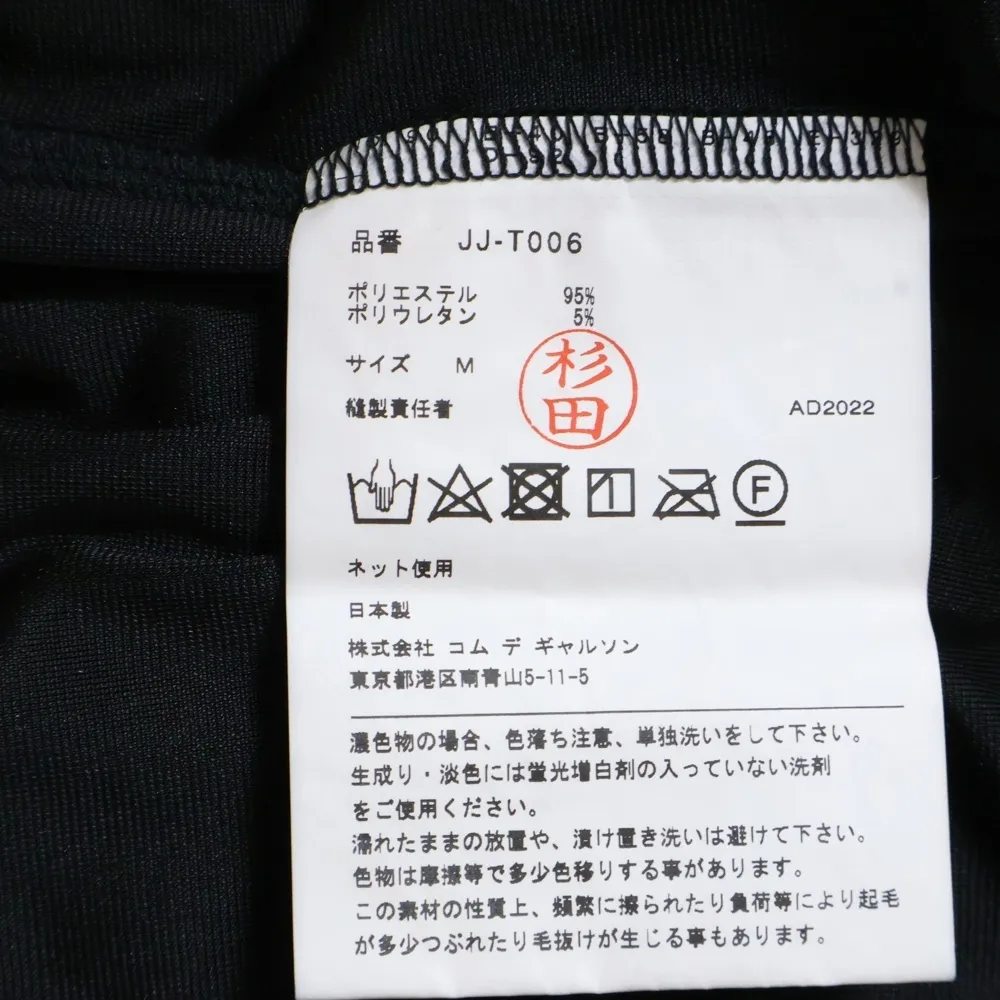 品番 JJ-T006
ポリエステル 95%
ポリウレタン 5%
サイズ M
杉田
縫製責任者 AD2022
F
ネット使用
日本製
株式会社 コム デ ギャルソン
東京都港区南青山5-11-5
濃色物の場合、色落ち注意、単独洗いをして下さい。
生成り・淡色には蛍光増白剤の入っていない洗剤
をご使用ください。
濡れたままの放置や、漬け置き洗いは避けて下さい。
色物は摩擦等で多少色移りする事があります。
この素材の性質上、頻繁に擦られたり負荷等により起毛
が多少つぶれたり毛抜けが生じる事もあります。